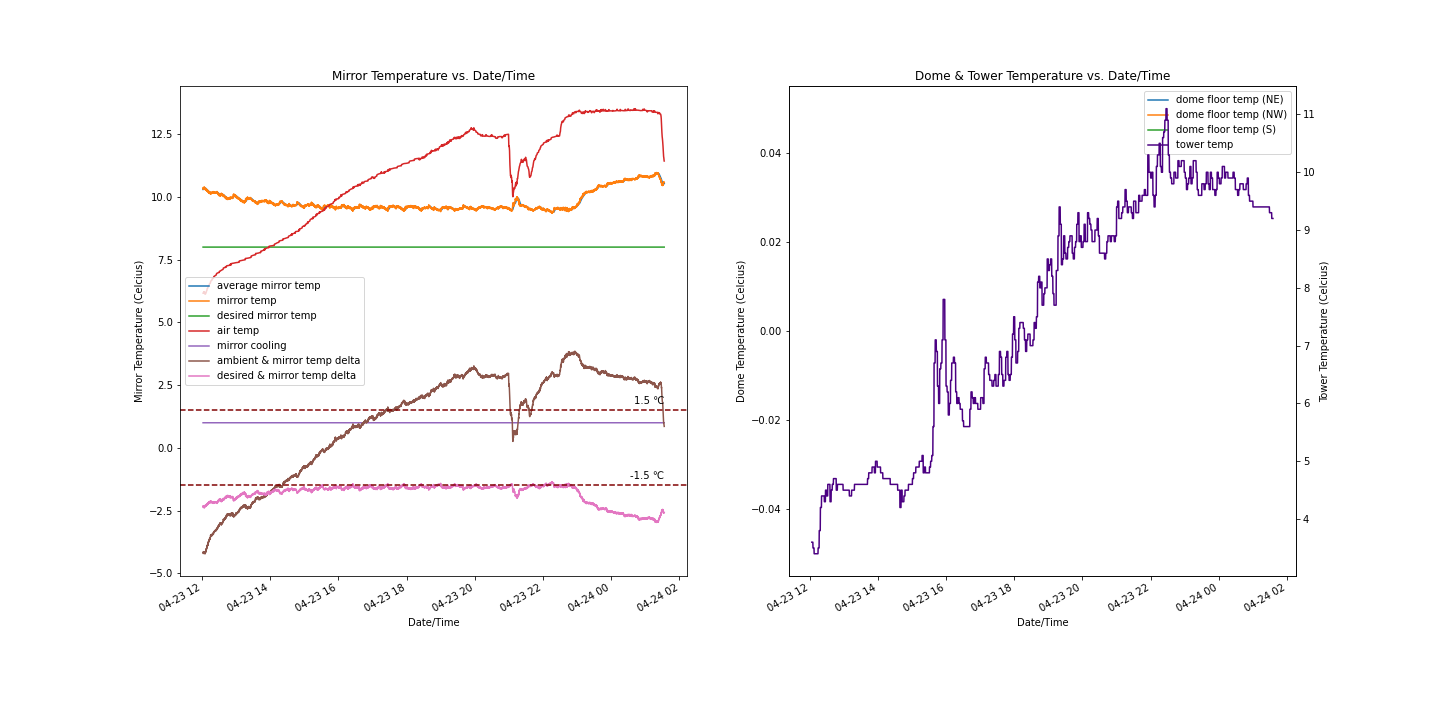 Mirror Temperature vs. Date/Time
Mirror Temperature (Celcius)
12.5
10.0
7.5
5.0
2.5
0.0
−2.5
−5.0
average mirror temp
mirror temp
desired mirror temp
air temp
mirror cooling
ambient & mirror temp delta
desired & mirror temp delta
1.5 °C
-1.5 °C
04-23 12
04-23 14
04-23 16
04-23 18
04-23 20
04-23 22
04-24 00
04-24 02
Date/Time
Dome & Tower Temperature vs. Date/Time
Dome Temperature (Celcius)
0.04
0.02
0.00
−0.02
−0.04
dome floor temp (NE)
dome floor temp (NW)
dome floor temp (S)
tower temp
11
10
9
8
7
6
5
4
Tower Temperature (Celcius)
04-23 12
04-23 14
04-23 16
04-23 18
04-23 20
04-23 22
04-24 00
04-24 02
Date/Time